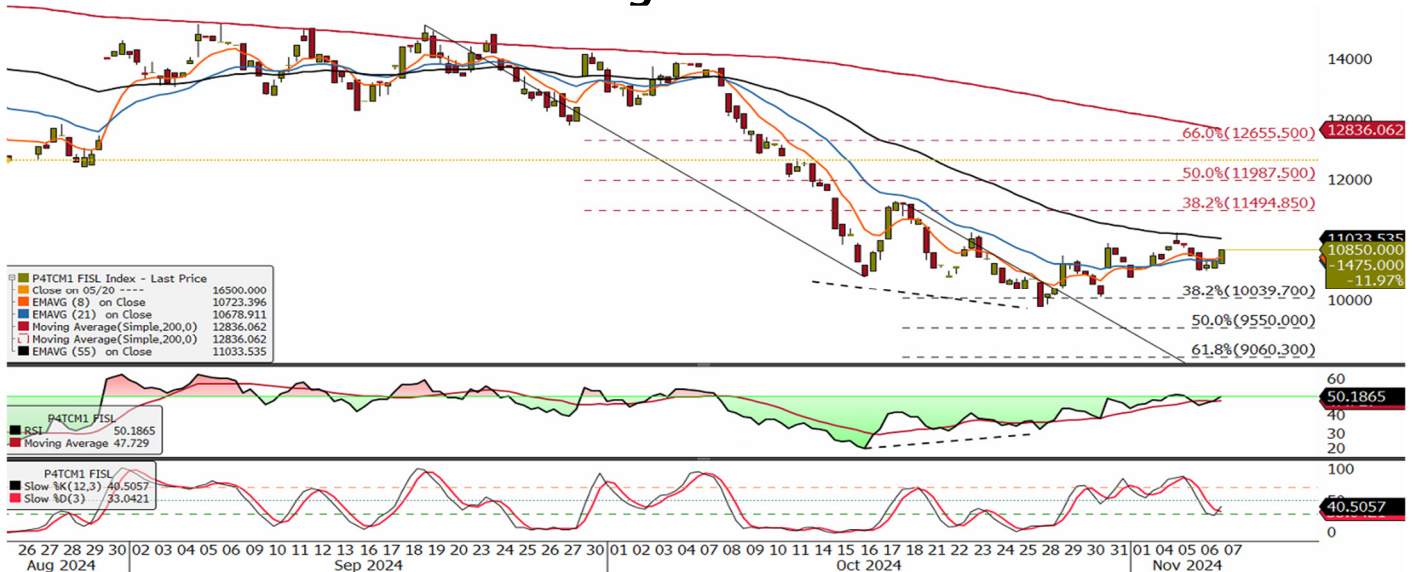 14000
13000
66.0%(12655.500)
12836.062
12000
50.0%(11987.500)
38.2%(11494.850)
11033.535
10850.000
-1475.000
-11.97%
10000
38.2%(10039.700)
50.0%(9550.000)
61.8%(9060.300)
P4TCM1 FISL Index - Last Price
Close on 05/20 ---- 16500.000
EMAVG (8) on Close 10723.396
EMAVG (21) on Close 10678.911
Moving Average(Simple,200,0) 12836.062
Moving Average(Simple,200,0) 12836.062
EMAVG (55) on Close 11033.535
P4TCM1 FISL
RSI 50.1865
Moving Average 47.729
60
50.1865
40
30
20
P4TCM1 FISL
Slow %K(12,3) 40.5057
Slow %D(3) 33.0421
100
50
40.5057
0
26 27 28 29 30 02 03 04 05 06 09 10 11 12 13 16 17 18 19 20 23 24 25 26 27 30 01 02 03 04 07 08 09 10 11 14 15 16 17 18 21 22 23 24 25 28 29 30 31 01 04 05 06 07
Aug 2024 Sep 2024 Oct 2024 Nov 2024